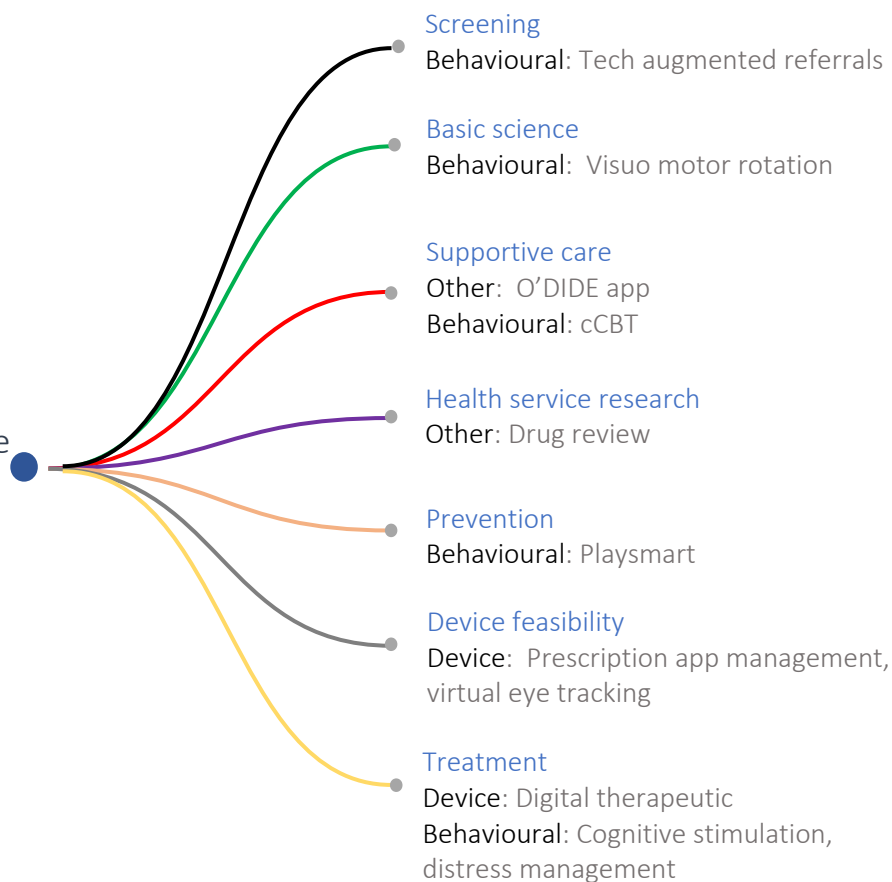 Screening
Behavioural: Tech augmented referrals
Basic science
Behavioural: Visuo motor rotation
Supportive care
Other: O’DIDE app
Behavioural: cCBT
Health service research
Other: Drug review
e
Prevention
Behavioural: Playsmart
Device feasibility
Device: Prescription app management,
virtual eye tracking
Treatment
Device: Digital therapeutic
Behavioural: Cognitive stimulation,
distress management